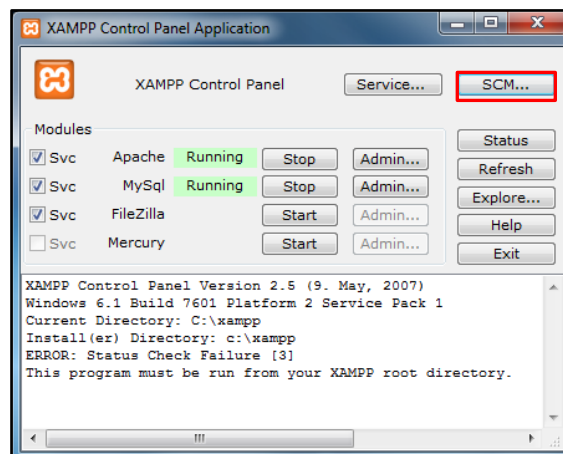 XAMPP Control Panel Application
XAMPP Control Panel Service... SCM...
Modules
Svc Apache Running Stop Admin...
Svc MySql Running Stop Admin...
Svc FileZilla Start Admin...
Svc Mercury Start Admin...
Status
Refresh
Explore...
Help
Exit
XAMPP Control Panel Version 2.5 (9. May, 2007)
Windows 6.1 Build 7601 Platform 2 Service Pack 1
Current Directory: C:\xampp
Install(er) Directory: c:\xampp
ERROR: Status Check Failure [3]
This program must be run from your XAMPP root directory.